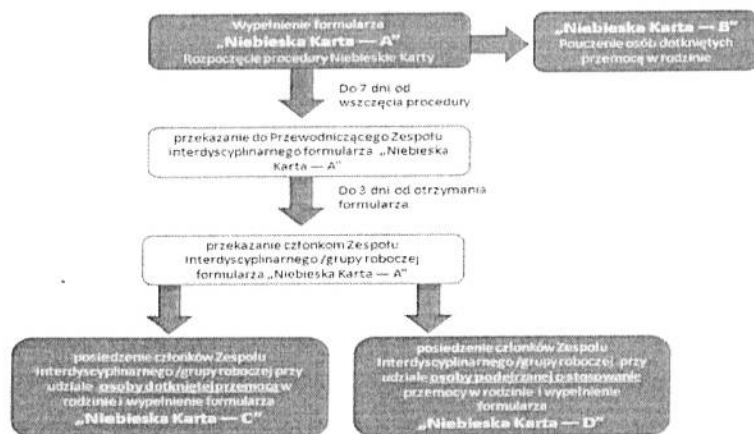 Wypełnienie formularza
„Niebieska Karta — A"
Rozpoczęcie procedury Niebieskie Karty
„Niebieska Karta — B"
Pouczenie osób dotkniętych
przemocą w rodzinie
Do 7 dni od
wszczęcia procedury
przekazanie do Przewodniczącego Zespołu
interdyscyplinarnego formularza „Niebieska
Karta — A"
Do 3 dni od otrzymania
formularza
przekazanie członkom Zespołu
Interdyscyplinarnego /grupy roboczej
formularza „Niebieska Karta — A"
posiedzenie członków Zespołu
Interdyscyplinarnego /grupy roboczej przy
udziale osoby dotkniętej przemocą w
rodzinie i wypełnienie formularza
„Niebieska Karta — C"
posiedzenie członków Zespołu
Interdyscyplinarnego /grupy roboczej przy
udziale osoby podejrzanej o stosowanie
przemocy w rodzinie i wypełnienie
formularza
„Niebieska Karta — D"